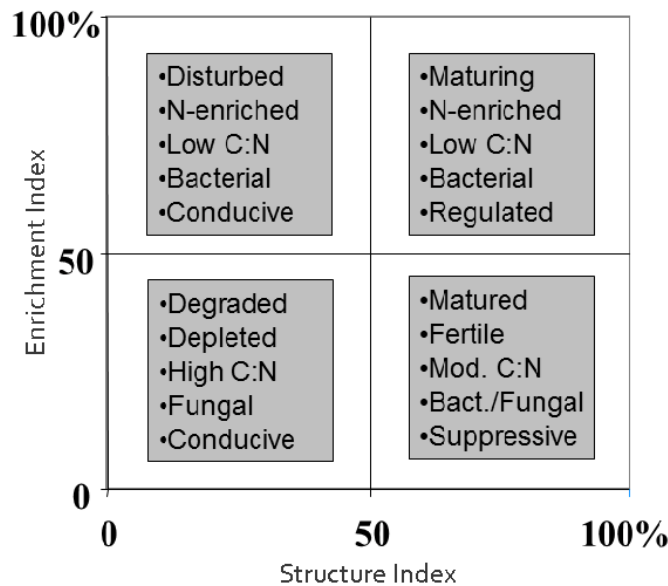 100%
•Disturbed
•N-enriched
•Low C:N
•Bacterial
•Conducive
•Maturing
•N-enriched
•Low C:N
•Bacterial
•Regulated
Enrichment Index
50
•Degraded
•Depleted
•High C:N
•Fungal
•Conducive
•Matured
•Fertile
•Mod. C:N
•Bact./Fungal
•Suppressive
0
0
50
100%
Structure Index